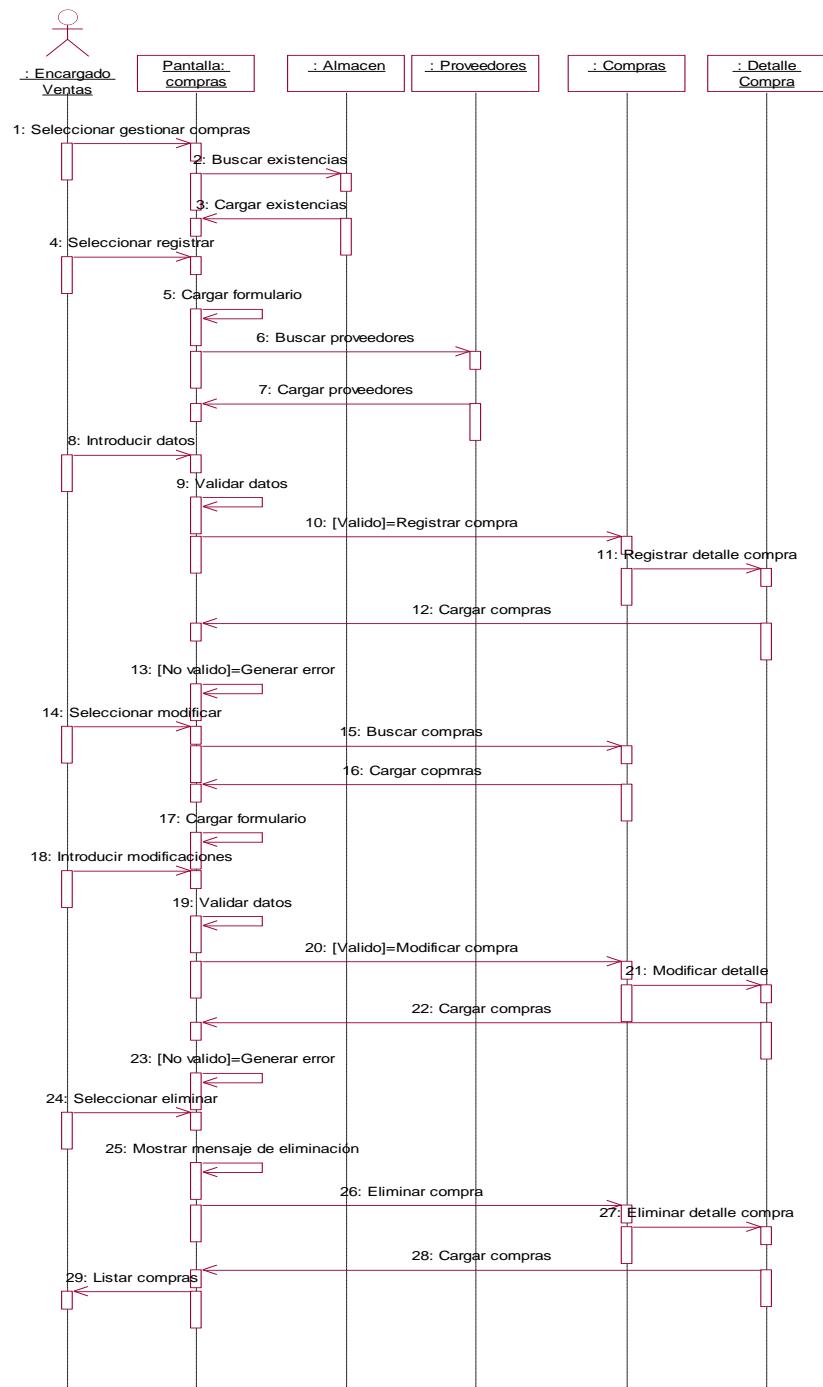 : Encargado
Ventas
Pantalla:
compras
: Almacen
: Proveedores
: Compras
: Detalle
Compra
1: Seleccionar gestionar compras
2: Buscar existencias
3: Cargar existencias
4: Seleccionar registrar
5: Cargar formulario
6: Buscar proveedores
7: Cargar proveedores
8: Introducir datos
9: Validar datos
10: [Valido]=Registrar compra
11: Registrar detalle compra
12: Cargar compras
13: [No valido]=Generar error
14: Seleccionar modificar
15: Buscar compras
16: Cargar copmras
17: Cargar formulario
18: Introducir modificaciones
19: Validar datos
20: [Valido]=Modificar compra
21: Modificar detalle
22: Cargar compras
23: [No valido]=Generar error
24: Seleccionar eliminar
25: Mostrar mensaje de eliminación
26: Eliminar compra
27: Eliminar detalle compra
28: Cargar compras
29: Listar compras